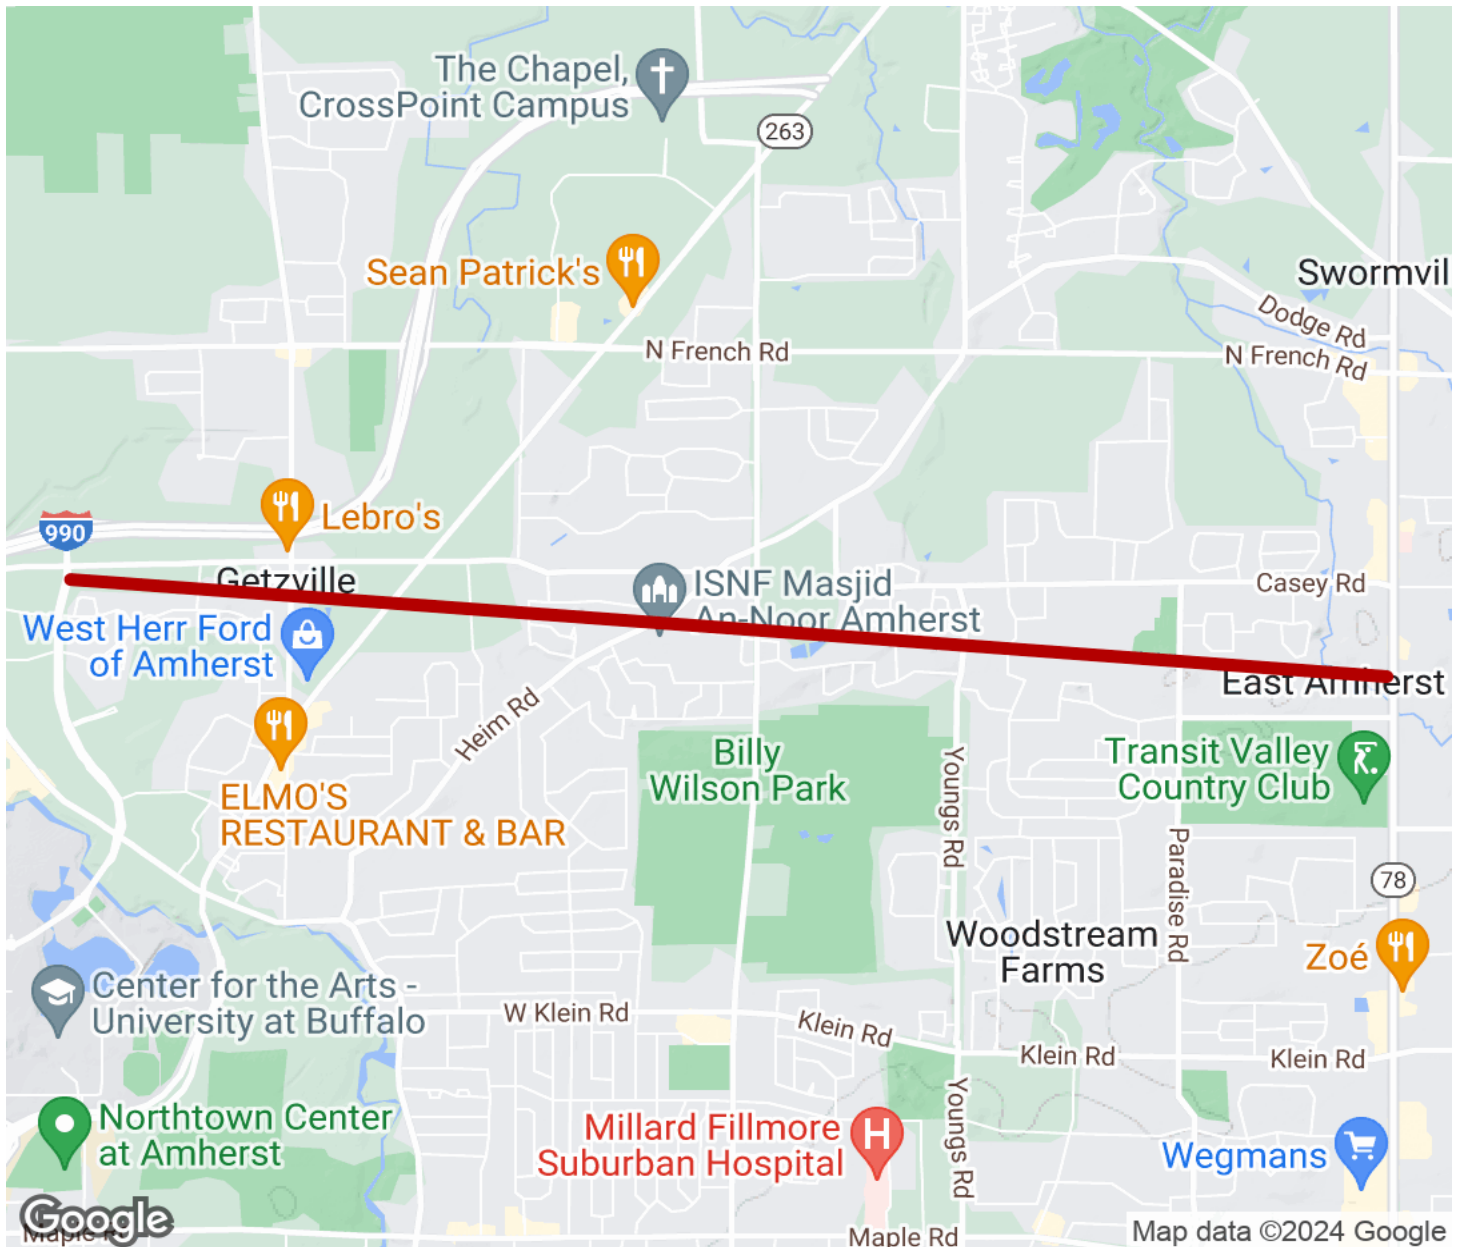 The Chapel,
CrossPoint Campus
263
Sean Patrick's
Swormvil
Dodge Rd
N French Rd
N French Rd
Lebro's
990
Getzville
ISNF Masjid
An-Noor Amherst
Casey Rd
West Herr Ford
of Amherst
East Amherst
Heim Rd
Billy
Wilson Park
Youngs Rd
Transit Valley
Country Club
ELMO'S
RESTAURANT & BAR
Paradise Rd
78
Woodstream
Farms
Zoé
Center for the Arts -
University at Buffalo
W Klein Rd
Klein Rd
Klein Rd
Klein Rd
Youngs Rd
Northtown Center
at Amherst
Millard Fillmore
Suburban Hospital
H
Wegmans
Google
Maple Rd
Maple Rd
Map data ©2024 Google